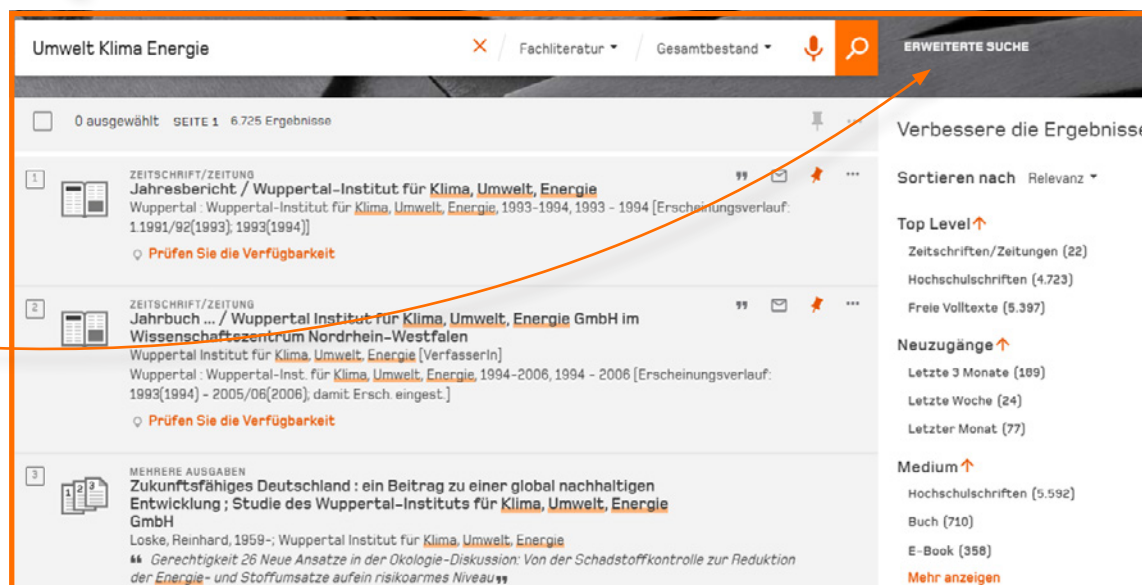 Umwelt Klima Energie
Fachliteratur
Gesamtbestand
ERWEITERTE SUCHE
0 ausgewählt SEITE 1 6.725 Ergebnisse
1
ZEITSCHRIFT/ZEITUNG
Jahresbericht / Wuppertal-Institut für Klima, Umwelt, Energie
Wuppertal : Wuppertal-Institut für Klima, Umwelt, Energie, 1993-1994, 1993 - 1994 [Erscheinungsverlauf:
1.1991/92(1993); 1993(1994)]
Prüfen Sie die Verfügbarkeit
2
ZEITSCHRIFT/ZEITUNG
Jahrbuch ... / Wuppertal Institut für Klima, Umwelt, Energie GmbH im
Wissenschaftszentrum Nordrhein-Westfalen
Wuppertal Institut für Klima, Umwelt, Energie [VerfasserIn]
Wuppertal : Wuppertal-Inst. für Klima, Umwelt, Energie, 1994-2006, 1994 - 2006 [Erscheinungsverlauf:
1993(1994) - 2005/06(2006); damit Ersch. eingest.]
Prüfen Sie die Verfügbarkeit
3
1 2 3
MEHRERE AUSGABEN
Zukunftsfähiges Deutschland : ein Beitrag zu einer global nachhaltigen
Entwicklung ; Studie des Wuppertal-Instituts für Klima, Umwelt, Energie
GmbH
Loske, Reinhard, 1959-; Wuppertal Institut für Klima, Umwelt, Energie
❝ Gerechtigkeit 26 Neue Ansatze in der Okologie-Diskussion: Von der Schadstoffkontrolle zur Reduktion
der Energie- und Stoffumsatze aufein risikoarmes Niveau ❞
Verbessere die Ergebnisse
Sortieren nach Relevanz
Top Level
Zeitschriften/Zeitungen (22)
Hochschulschriften (4.723)
Freie Volltexte (5.397)
Neuzugänge
Letzte 3 Monate (189)
Letzte Woche (24)
Letzter Monat (77)
Medium
Hochschulschriften (5.592)
Buch (710)
E-Book (358)
Mehr anzeigen